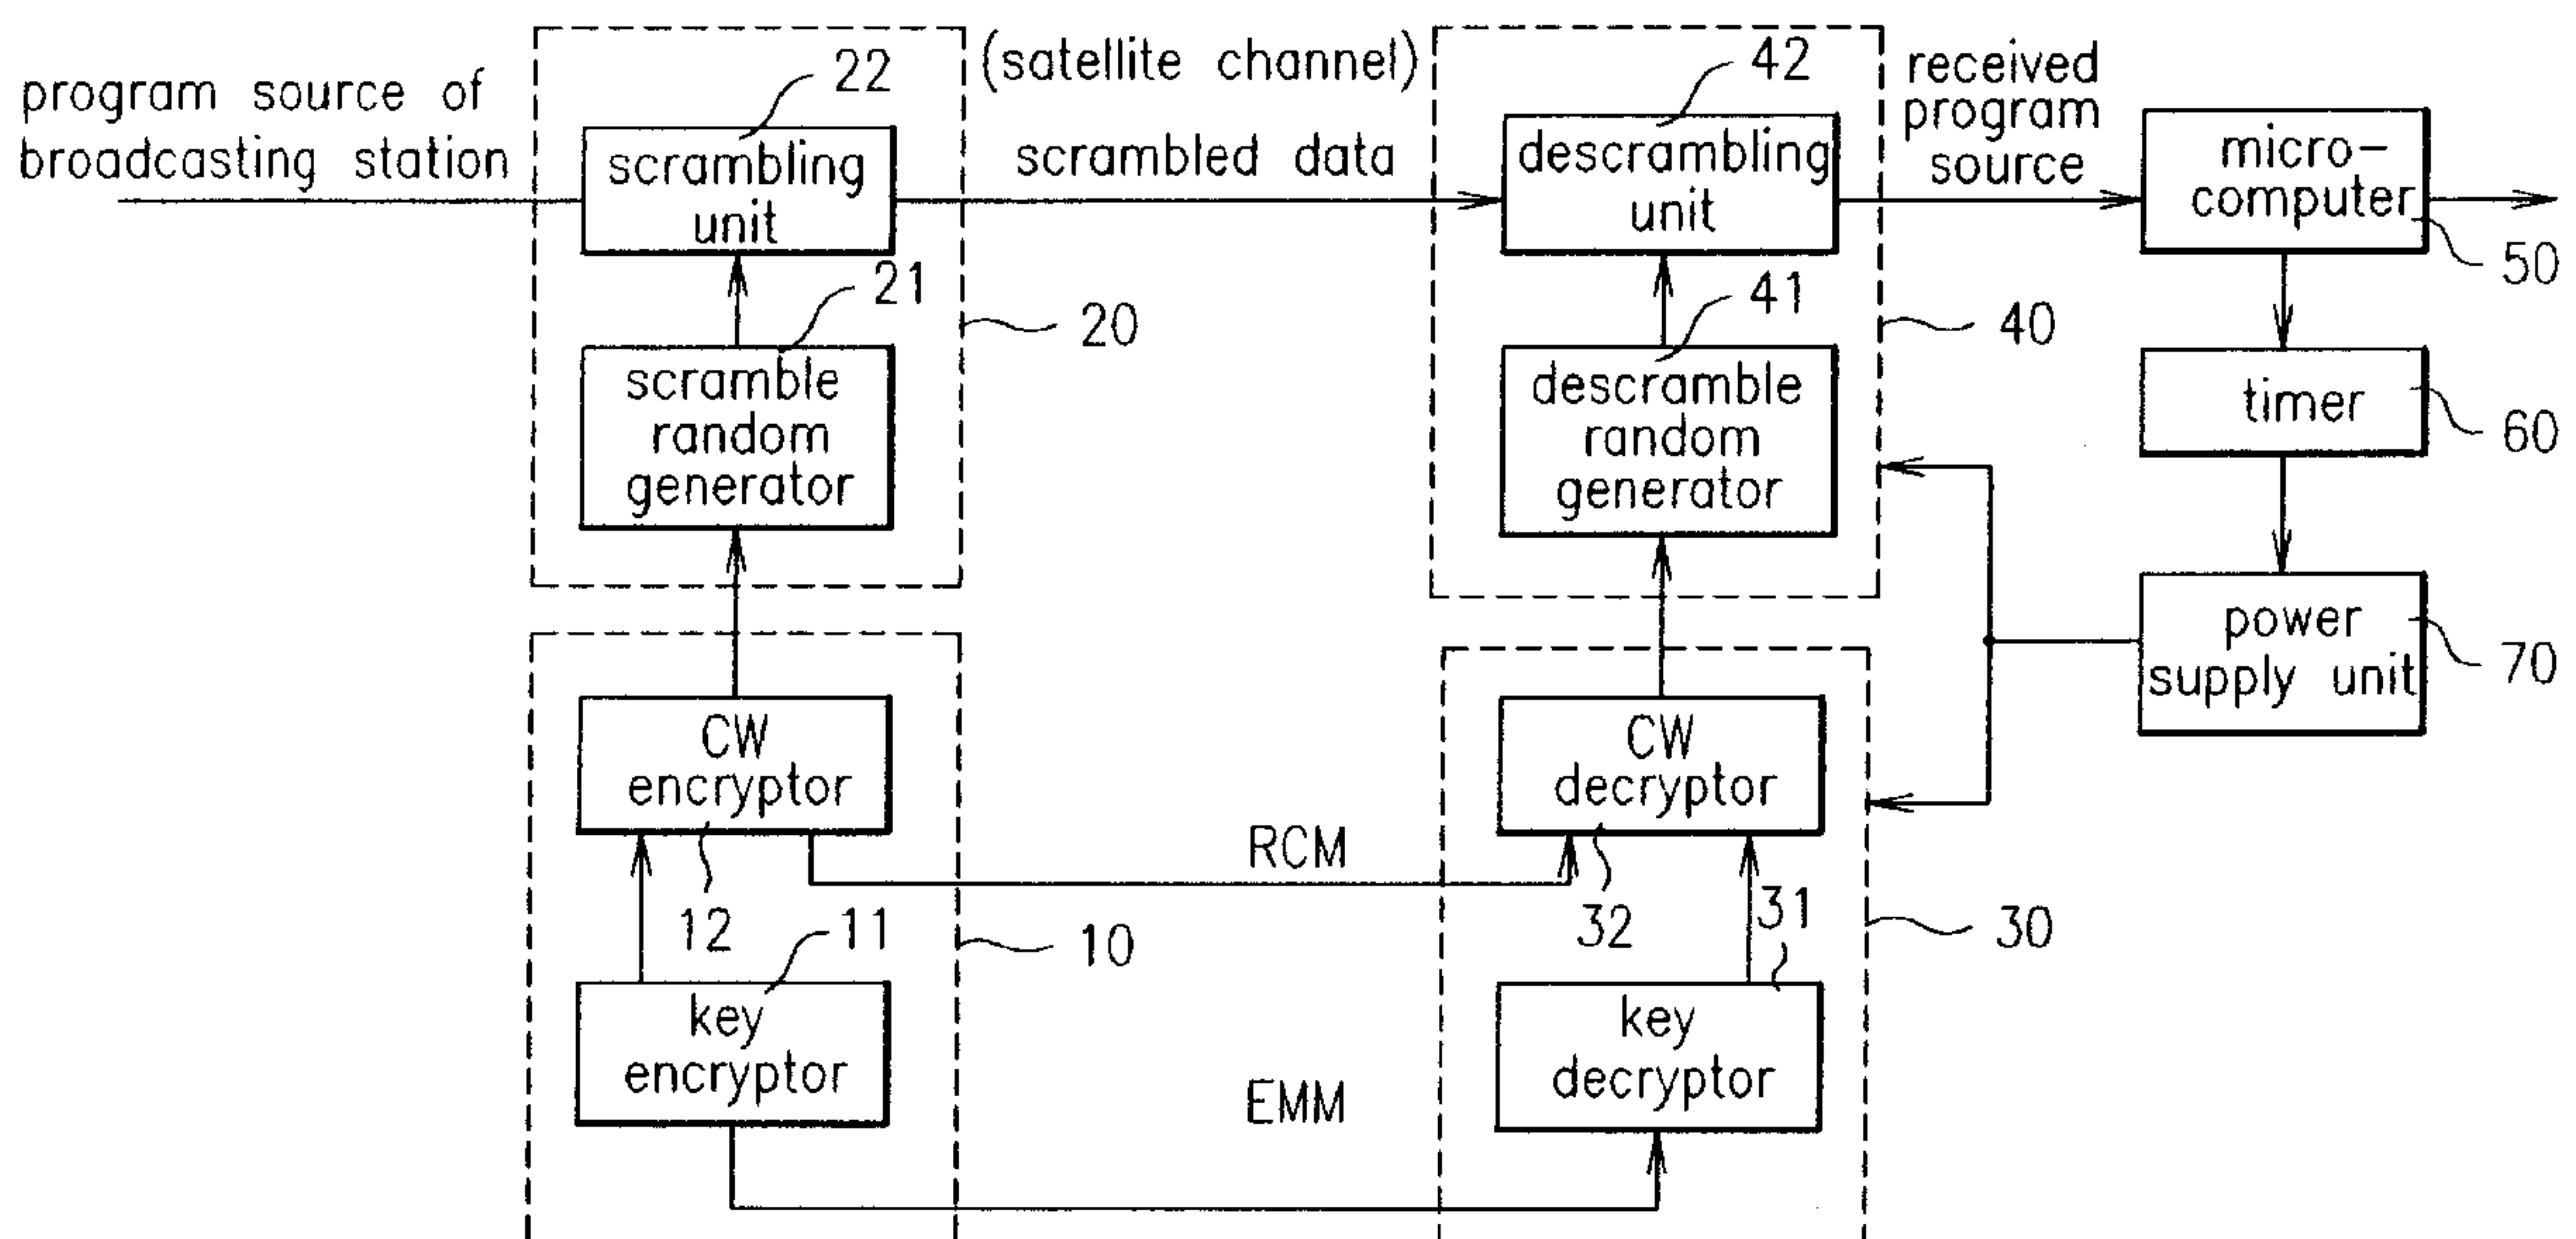 program source of
broadcasting station
22
scrambling
unit
21
scramble
random
generator
20
(satellite channel)
scrambled data
42
descrambling
unit
41
descramble
random
generator
40
received
program
source
micro-
computer
50
timer
60
power
supply unit
70
CW
encryptor
12
11
key
encryptor
10
RCM
EMM
CW
decryptor
32
31
key
decryptor
30